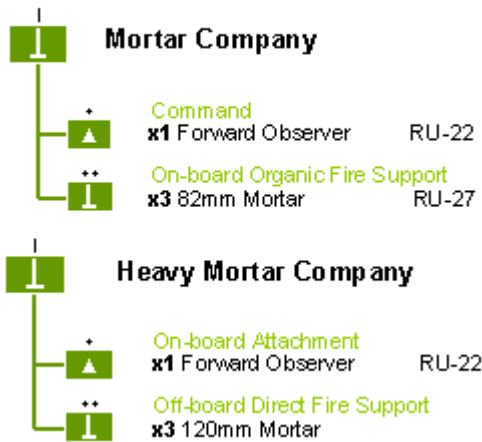 Mortar Company
Command
x1 Forward Observer RU-22
On-board Organic Fire Support
x3 82mm Mortar RU-27
Heavy Mortar Company
On-board Attachment
x1 Forward Observer RU-22
Off-board Direct Fire Support
x3 120mm Mortar